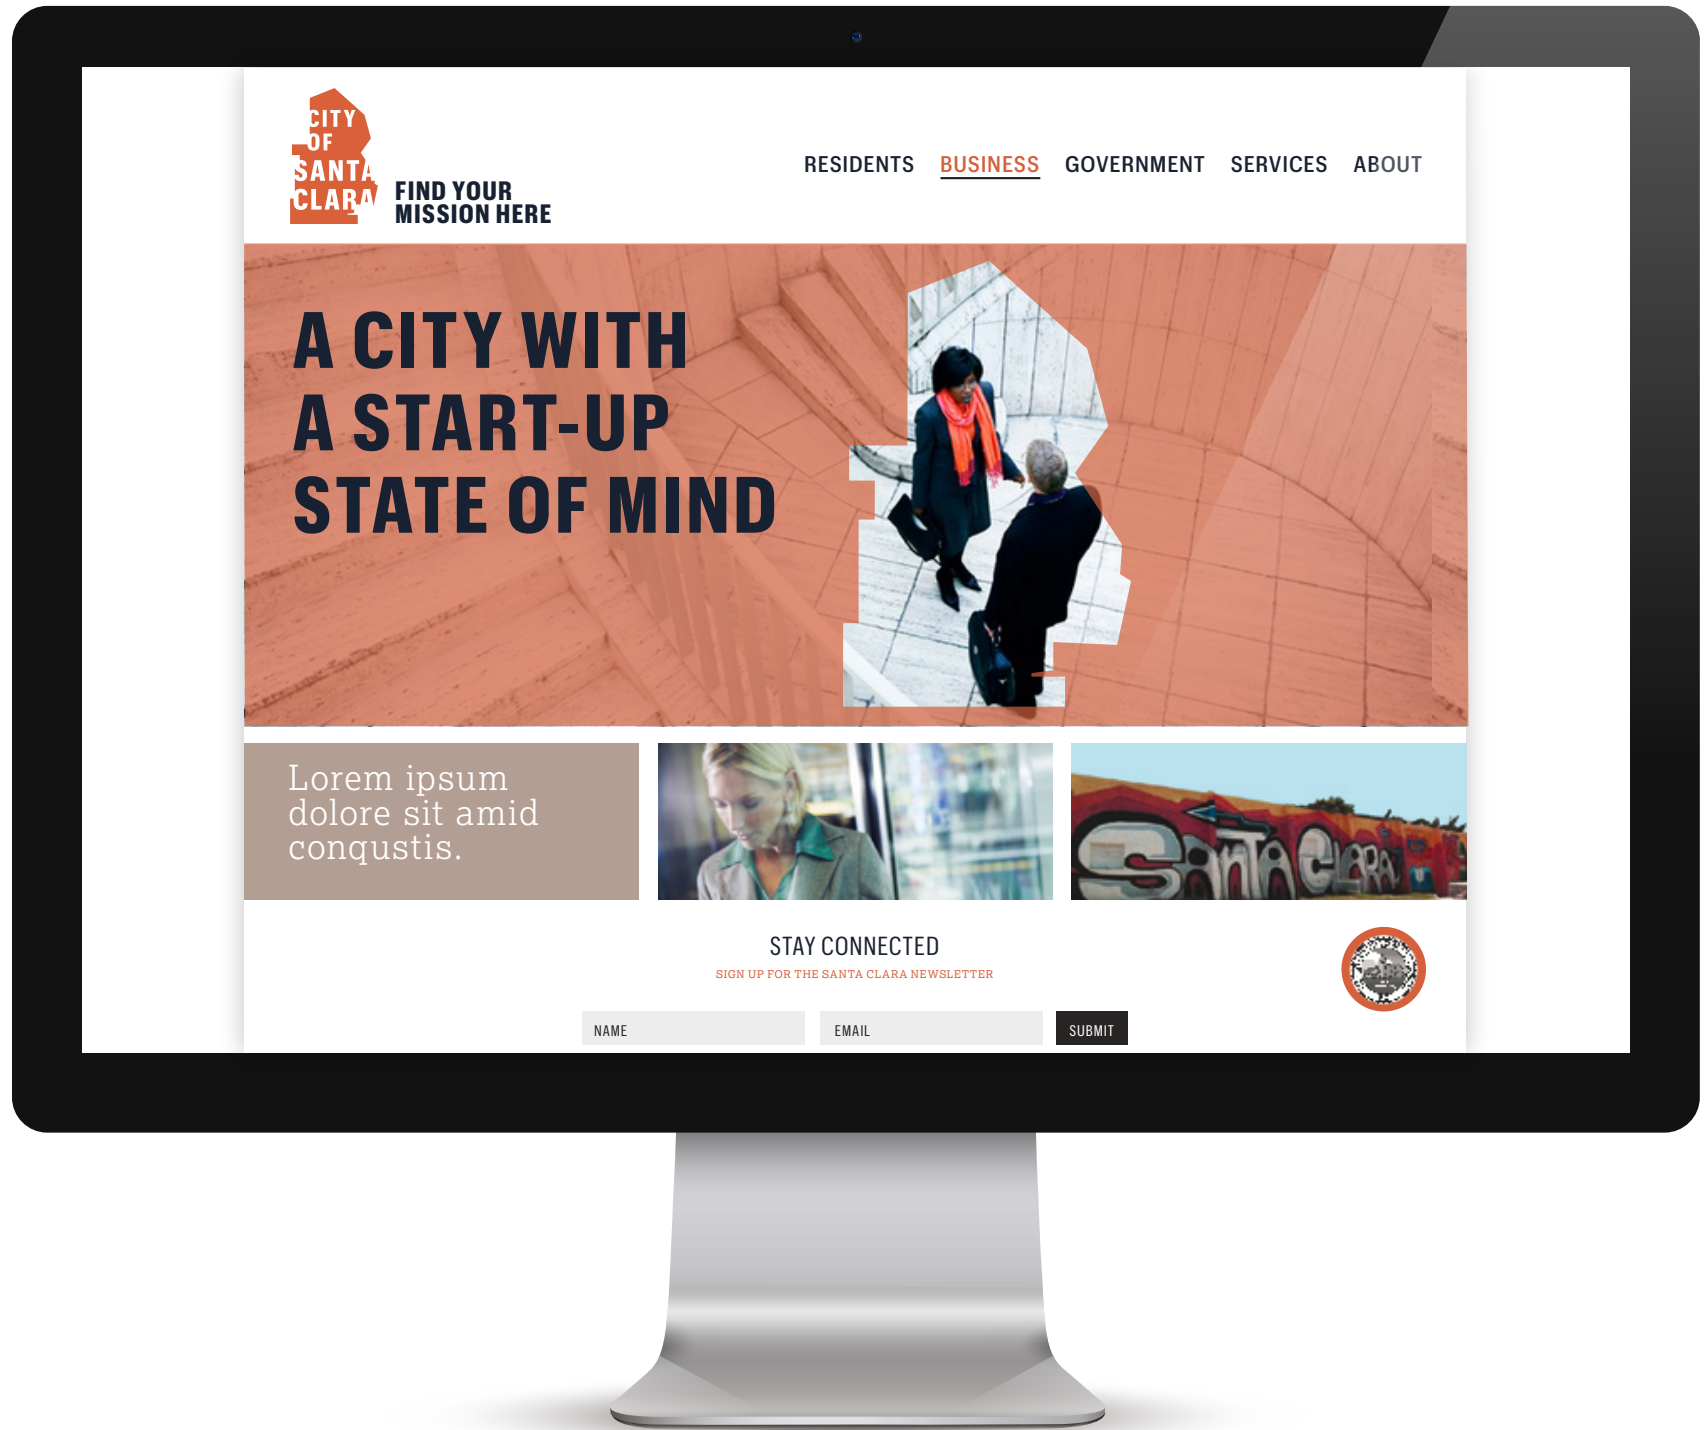 CITY
OF
SANTA
CLARA
FIND YOUR
MISSION HERE
RESIDENTS BUSINESS GOVERNMENT SERVICES ABOUT
A CITY WITH
A START-UP
STATE OF MIND
Lorem ipsum
dolore sit amid
conqustis.
SANTA CLARA
STAY CONNECTED
SIGN UP FOR THE SANTA CLARA NEWSLETTER
NAME EMAIL SUBMIT